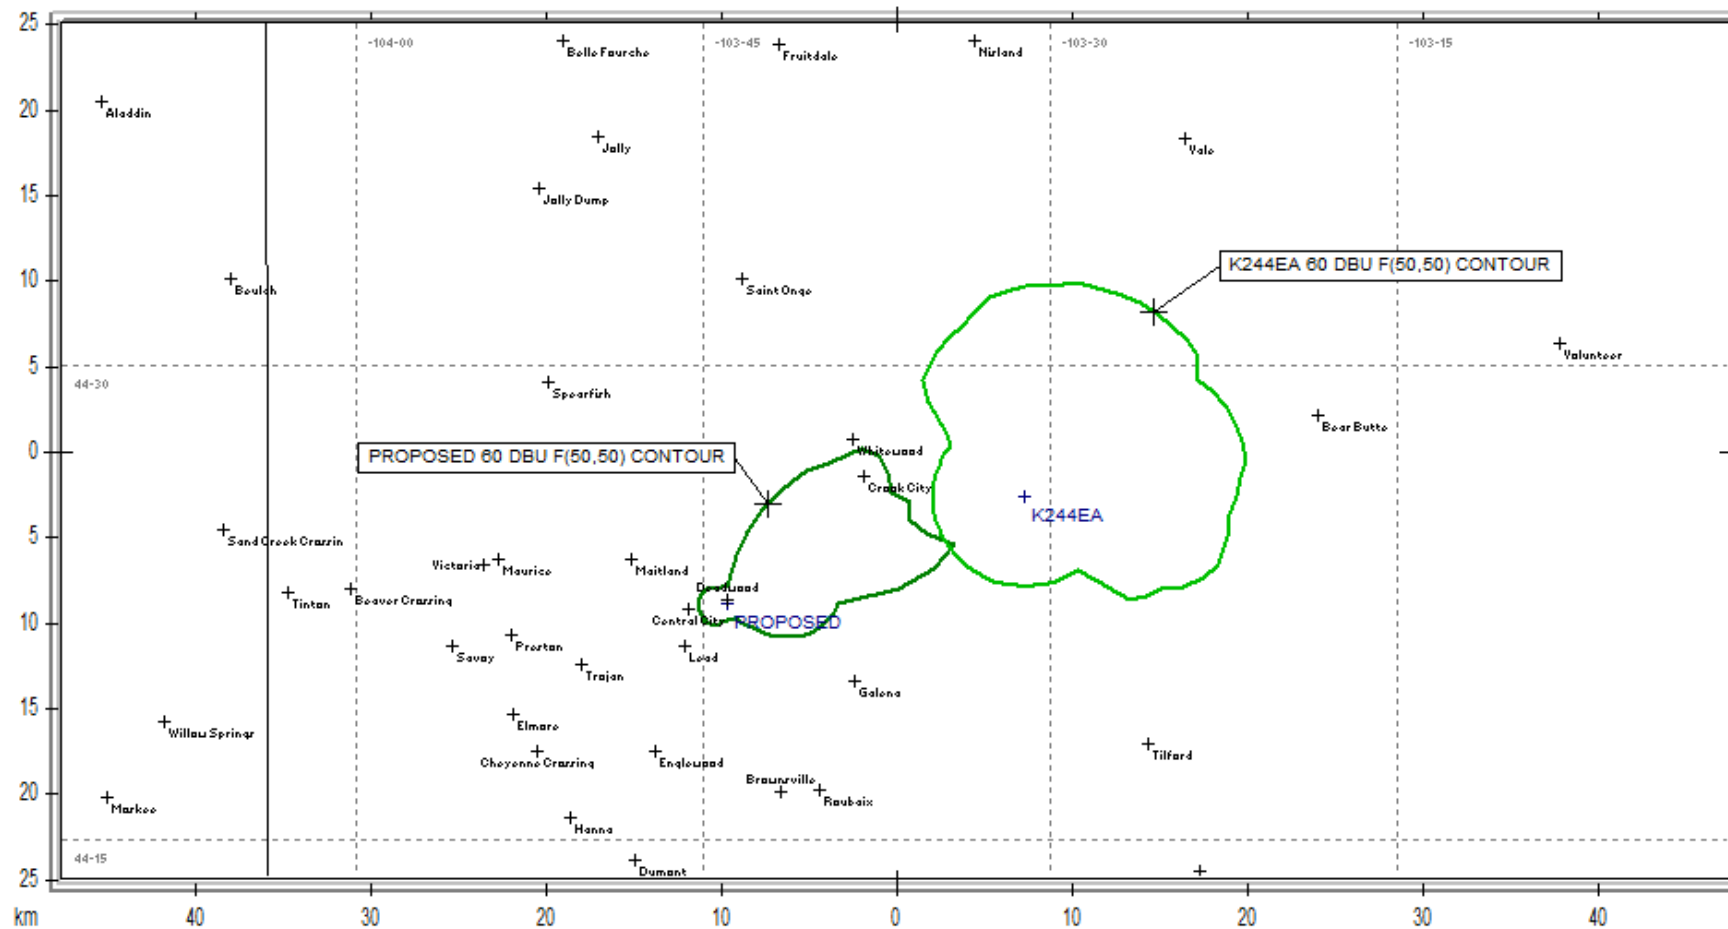 25
-104-00
-103-45
-103-30
-103-15
Belle Fourche
Fruitdale
Nisland
20
Aladdin
Jolly
Vale
15
Jolly Dump
K244EA 60 DBU F(50,50) CONTOUR
10
Beulah
Saint Onge
5
44-30
Volunteer
Spearfish
Bear Butte
0
Whitewood
PROPOSED 60 DBU F(50,50) CONTOUR
Crook City
K244EA
5
Sand Creek Crossin
Victoria
Maurice
Maitland
Deadwood
Tinton
Beaver Crossing
10
Central City
PROPOSED
Savoy
Preston
Lead
Trojan
Galena
15
Willow Springs
Elmore
Tilford
Cheyenne Crossing
Englewood
Brownsville
20
Markee
Roubaix
Hanna
44-15
Dumont
25
km
40
30
20
10
0
10
20
30
40